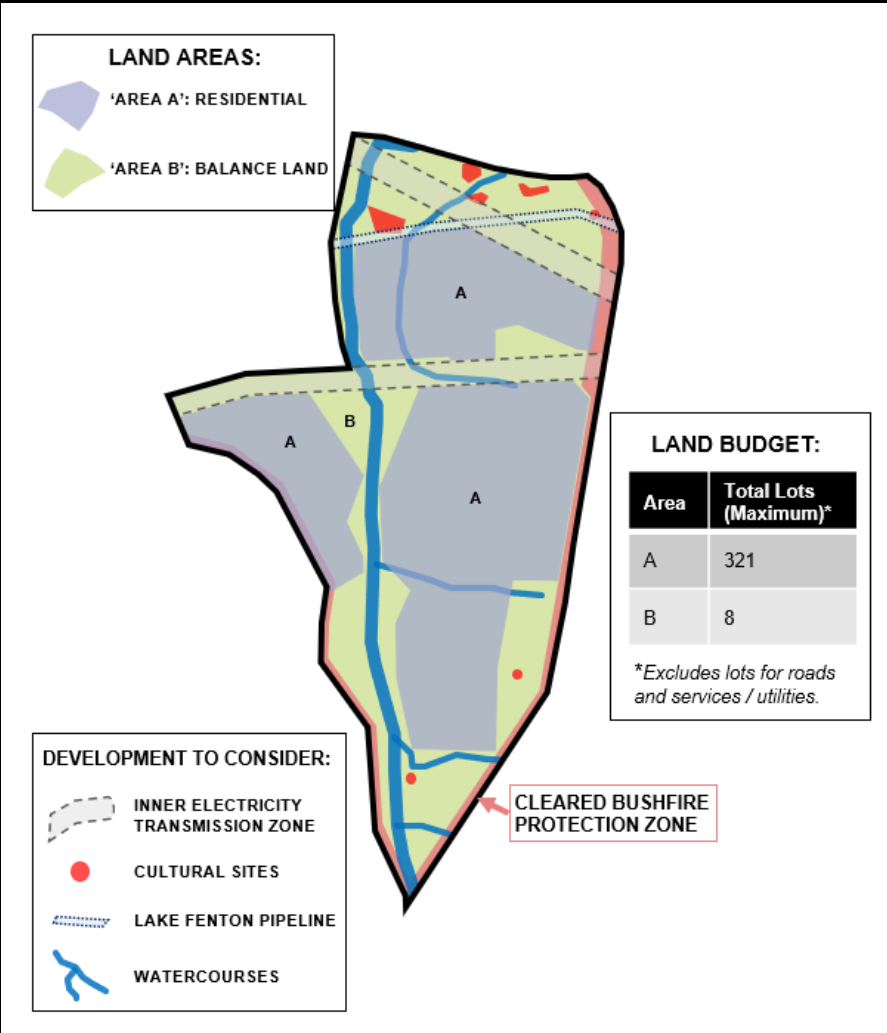 LAND AREAS:
‘AREA A’: RESIDENTIAL
‘AREA B’: BALANCE LAND
A
B
A
A
LAND BUDGET:
Area Total Lots (Maximum)*
A 321
B 8
*Excludes lots for roads
and services / utilities.
DEVELOPMENT TO CONSIDER:
INNER ELECTRICITY
TRANSMISSION ZONE
CULTURAL SITES
LAKE FENTON PIPELINE
WATERCOURSES
CLEARED BUSHFIRE
PROTECTION ZONE